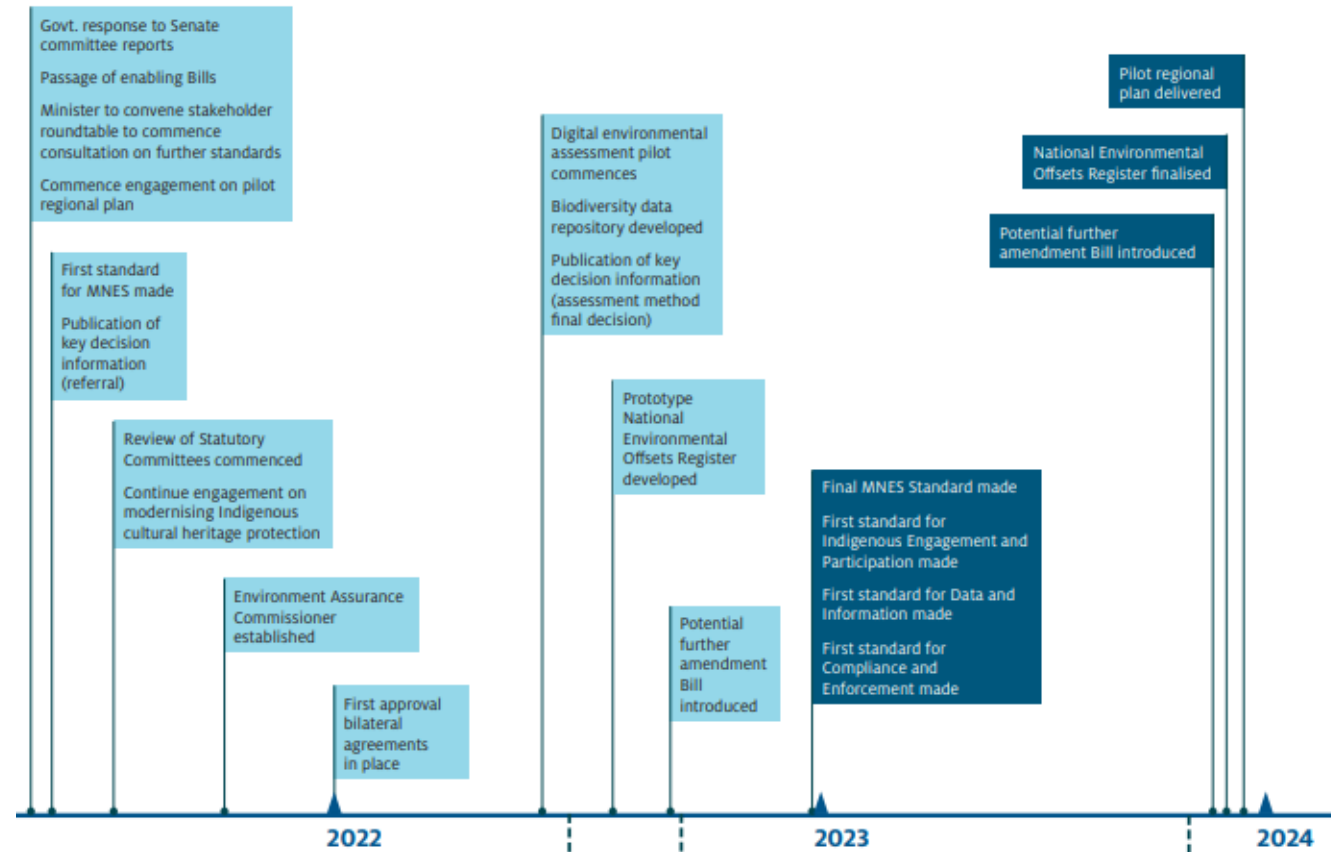 Govt. response to Senate
committee reports
Passage of enabling Bills
Minister to convene stakeholder
roundtable to commence
consultation on further standards
Commence engagement on pilot
regional plan
First standard
for MNES made
Publication of
key decision
information
(referral)
Review of Statutory
Committees commenced
Continue engagement on
modernising Indigenous
cultural heritage protection
Environment Assurance
Commissioner
established
First approval
bilateral
agreements
in place
Digital environmental
assessment pilot
commences
Biodiversity data
repository developed
Publication of key
decision information
(assessment method
final decision)
Prototype
National
Environmental
Offsets Register
developed
Potential
further
amendment
Bill
introduced
Final MNES Standard made
First standard for
Indigenous Engagement and
Participation made
First standard for Data and
Information made
First standard for
Compliance and
Enforcement made
Potential further
amendment Bill introduced
National Environmental
Offsets Register finalised
Pilot regional
plan delivered
2022
2023
2024